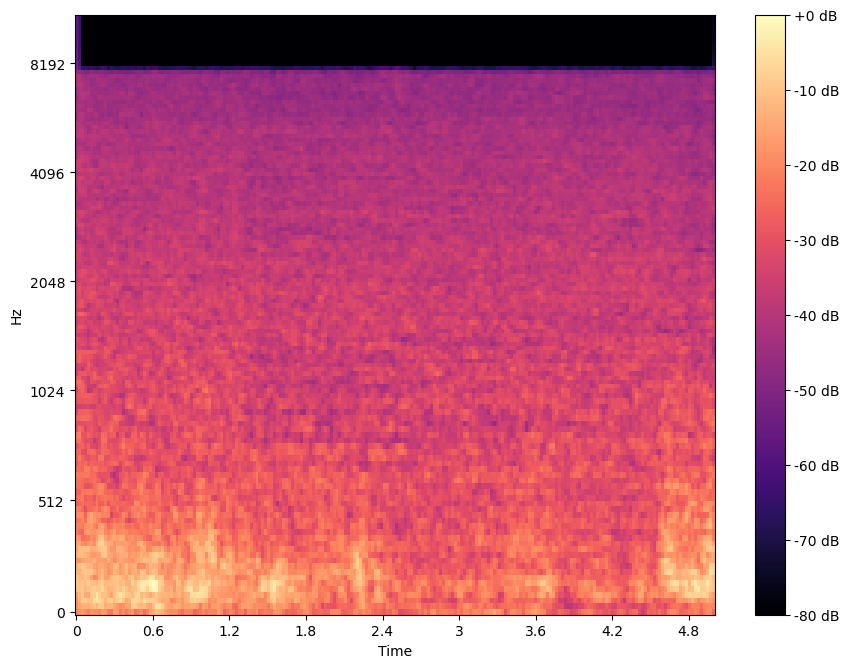 +0 dB
8192
-10 dB
4096
-20 dB
-30 dB
2048
Hz
-40 dB
1024
-50 dB
-60 dB
512
-70 dB
0
-80 dB
0 0.6 1.2 1.8 2.4 3 3.6 4.2 4.8
Time